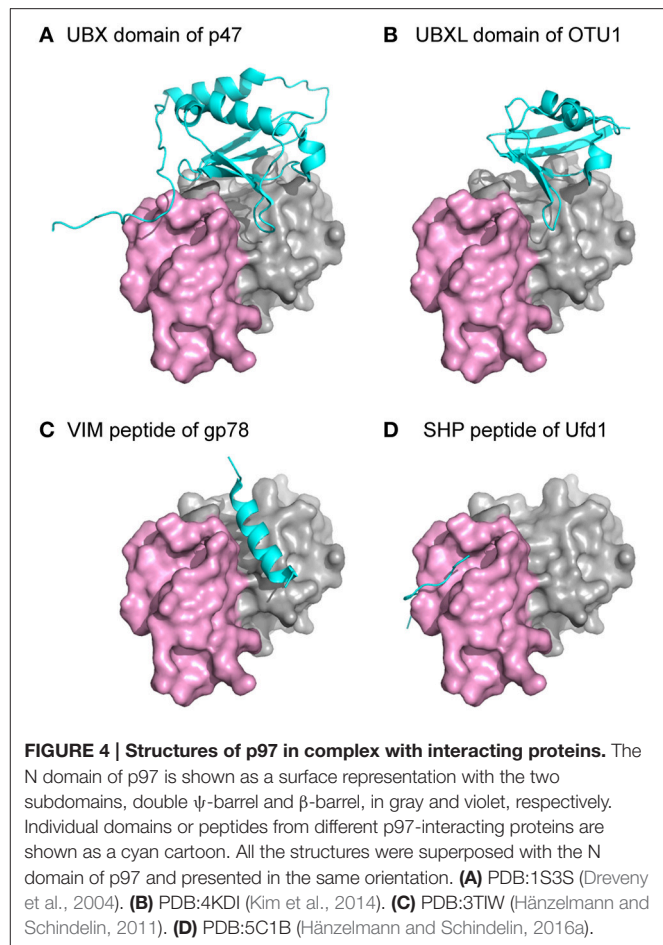 A UBX domain of p47
B UBXL domain of OTU1
C VIM peptide of gp78
D SHP peptide of Ufd1
FIGURE 4 | Structures of p97 in complex with interacting proteins. The
N domain of p97 is shown as a surface representation with the two
subdomains, double ψ-barrel and β-barrel, in gray and violet, respectively.
Individual domains or peptides from different p97-interacting proteins are
shown as a cyan cartoon. All the structures were superposed with the N
domain of p97 and presented in the same orientation. (A) PDB:1S3S (Dreveny
et al., 2004). (B) PDB:4KDI (Kim et al., 2014). (C) PDB:3TIW (Hänzelmann
and Schindelin, 2011). (D) PDB:5C1B (Hänzelmann and Schindelin, 2016a).